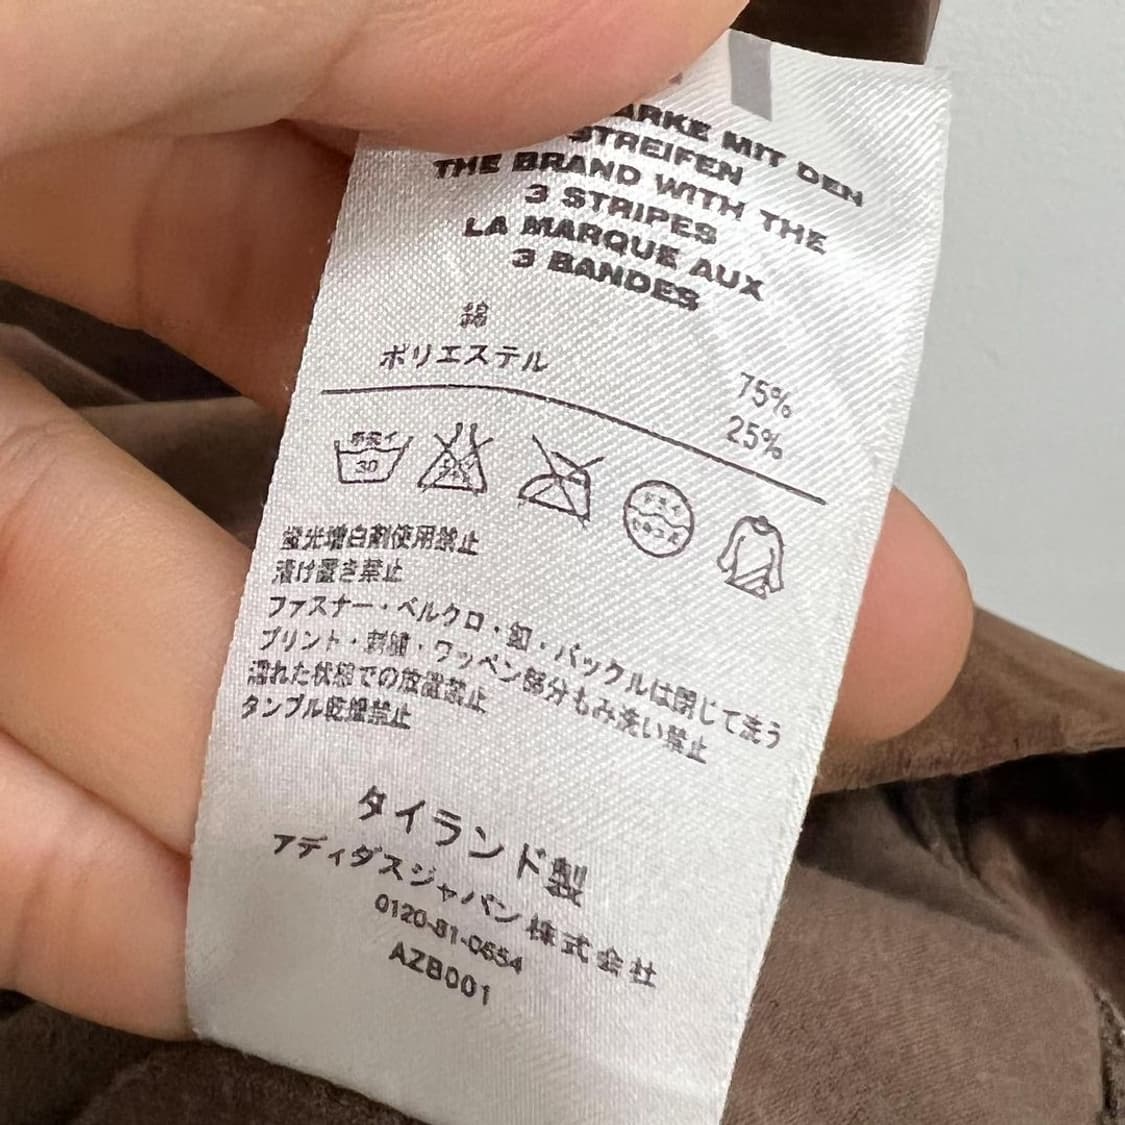 ARKE MIT DEN
STREIFEN
THE BRAND WITH THE
3 STRIPES
LA MARQUE AUX
3 BANDES
綿 75%
ポリエステル 25%
30
蛍光増白剤使用禁止
漬け置き禁止
ファスナー・ベルクロ・釦・バックルは閉じて洗う
プリント・刺繍・ワッペン部分もみ洗い禁止
濡れた状態での放置禁止
タンブル乾燥禁止
タイランド製
アディダスジャパン株式会社
0120-81-0654
AZB001